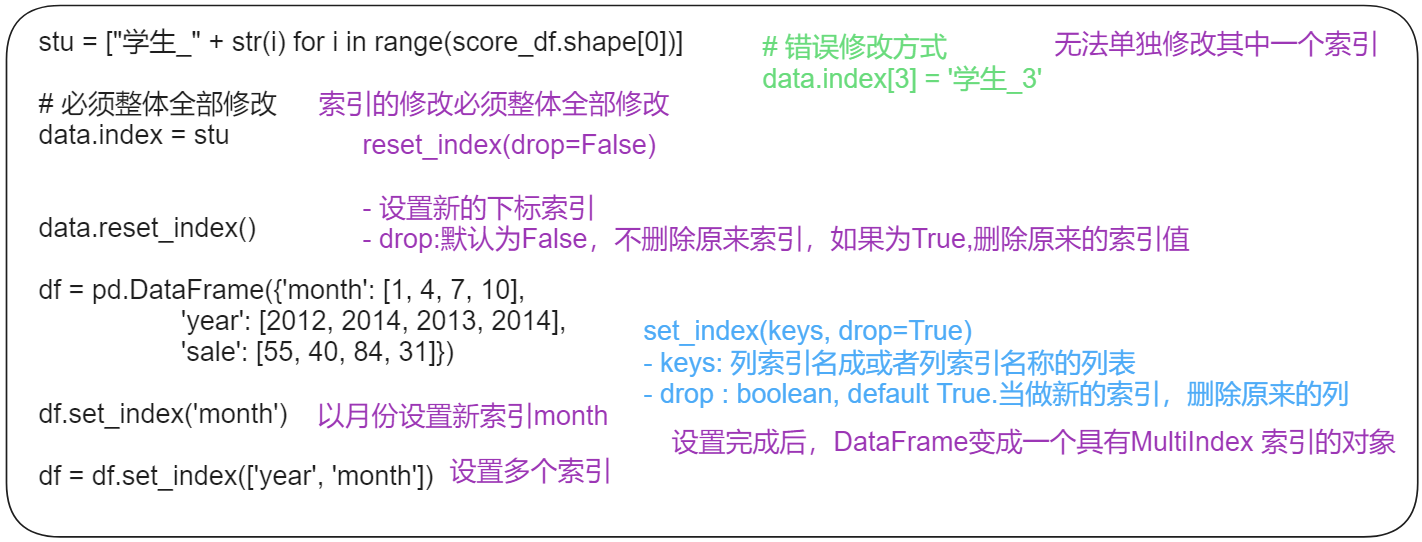 stu = ["学生_" + str(i) for i in range(score_df.shape[0])]
# 错误修改方式
无法单独修改其中一个索引
data.index[3] = '学生_3'
# 必须整体全部修改
索引的修改必须整体全部修改
data.index = stu
reset_index(drop=False)
- 设置新的下标索引
data.reset_index()
- drop:默认为False，不删除原来索引，如果为True,删除原来的索引值
df = pd.DataFrame({'month': [1, 4, 7, 10],
'year': [2012, 2014, 2013, 2014],
'sale': [55, 40, 84, 31]})
set_index(keys, drop=True)
- keys: 列索引名成或者列索引名称的列表
- drop : boolean, default True.当做新的索引，删除原来的列
df.set_index('month')
以月份设置新索引month
设置完成后，DataFrame变成一个具有MultiIndex 索引的对象
df = df.set_index(['year', 'month'])
设置多个索引